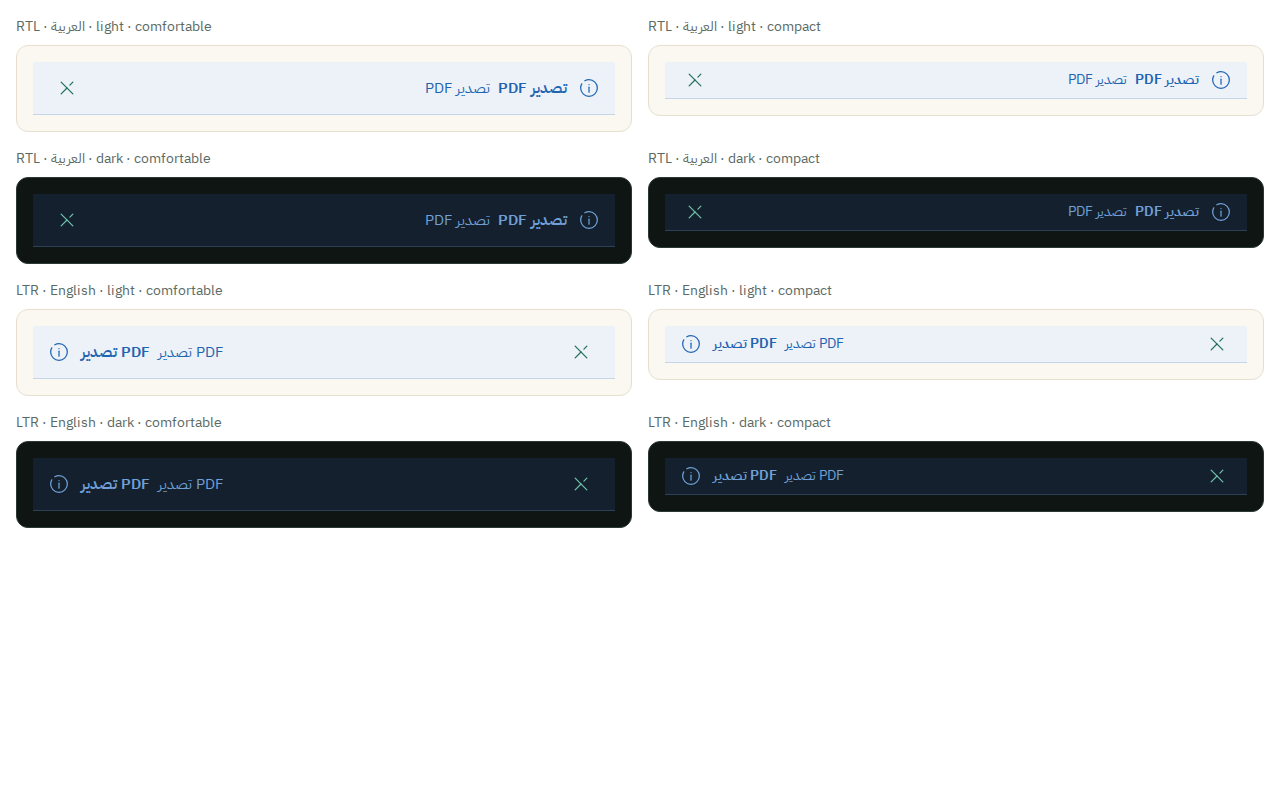 RTL · العربية · light · comfortable
تصدير PDF تصدير PDF
RTL · العربية · light · compact
تصدير PDF تصدير PDF
RTL · العربية · dark · comfortable
تصدير PDF تصدير PDF
RTL · العربية · dark · compact
تصدير PDF تصدير PDF
LTR · English · light · comfortable
تصدير PDF تصدير PDF
LTR · English · light · compact
تصدير PDF تصدير PDF
LTR · English · dark · comfortable
تصدير PDF تصدير PDF
LTR · English · dark · compact
تصدير PDF تصدير PDF